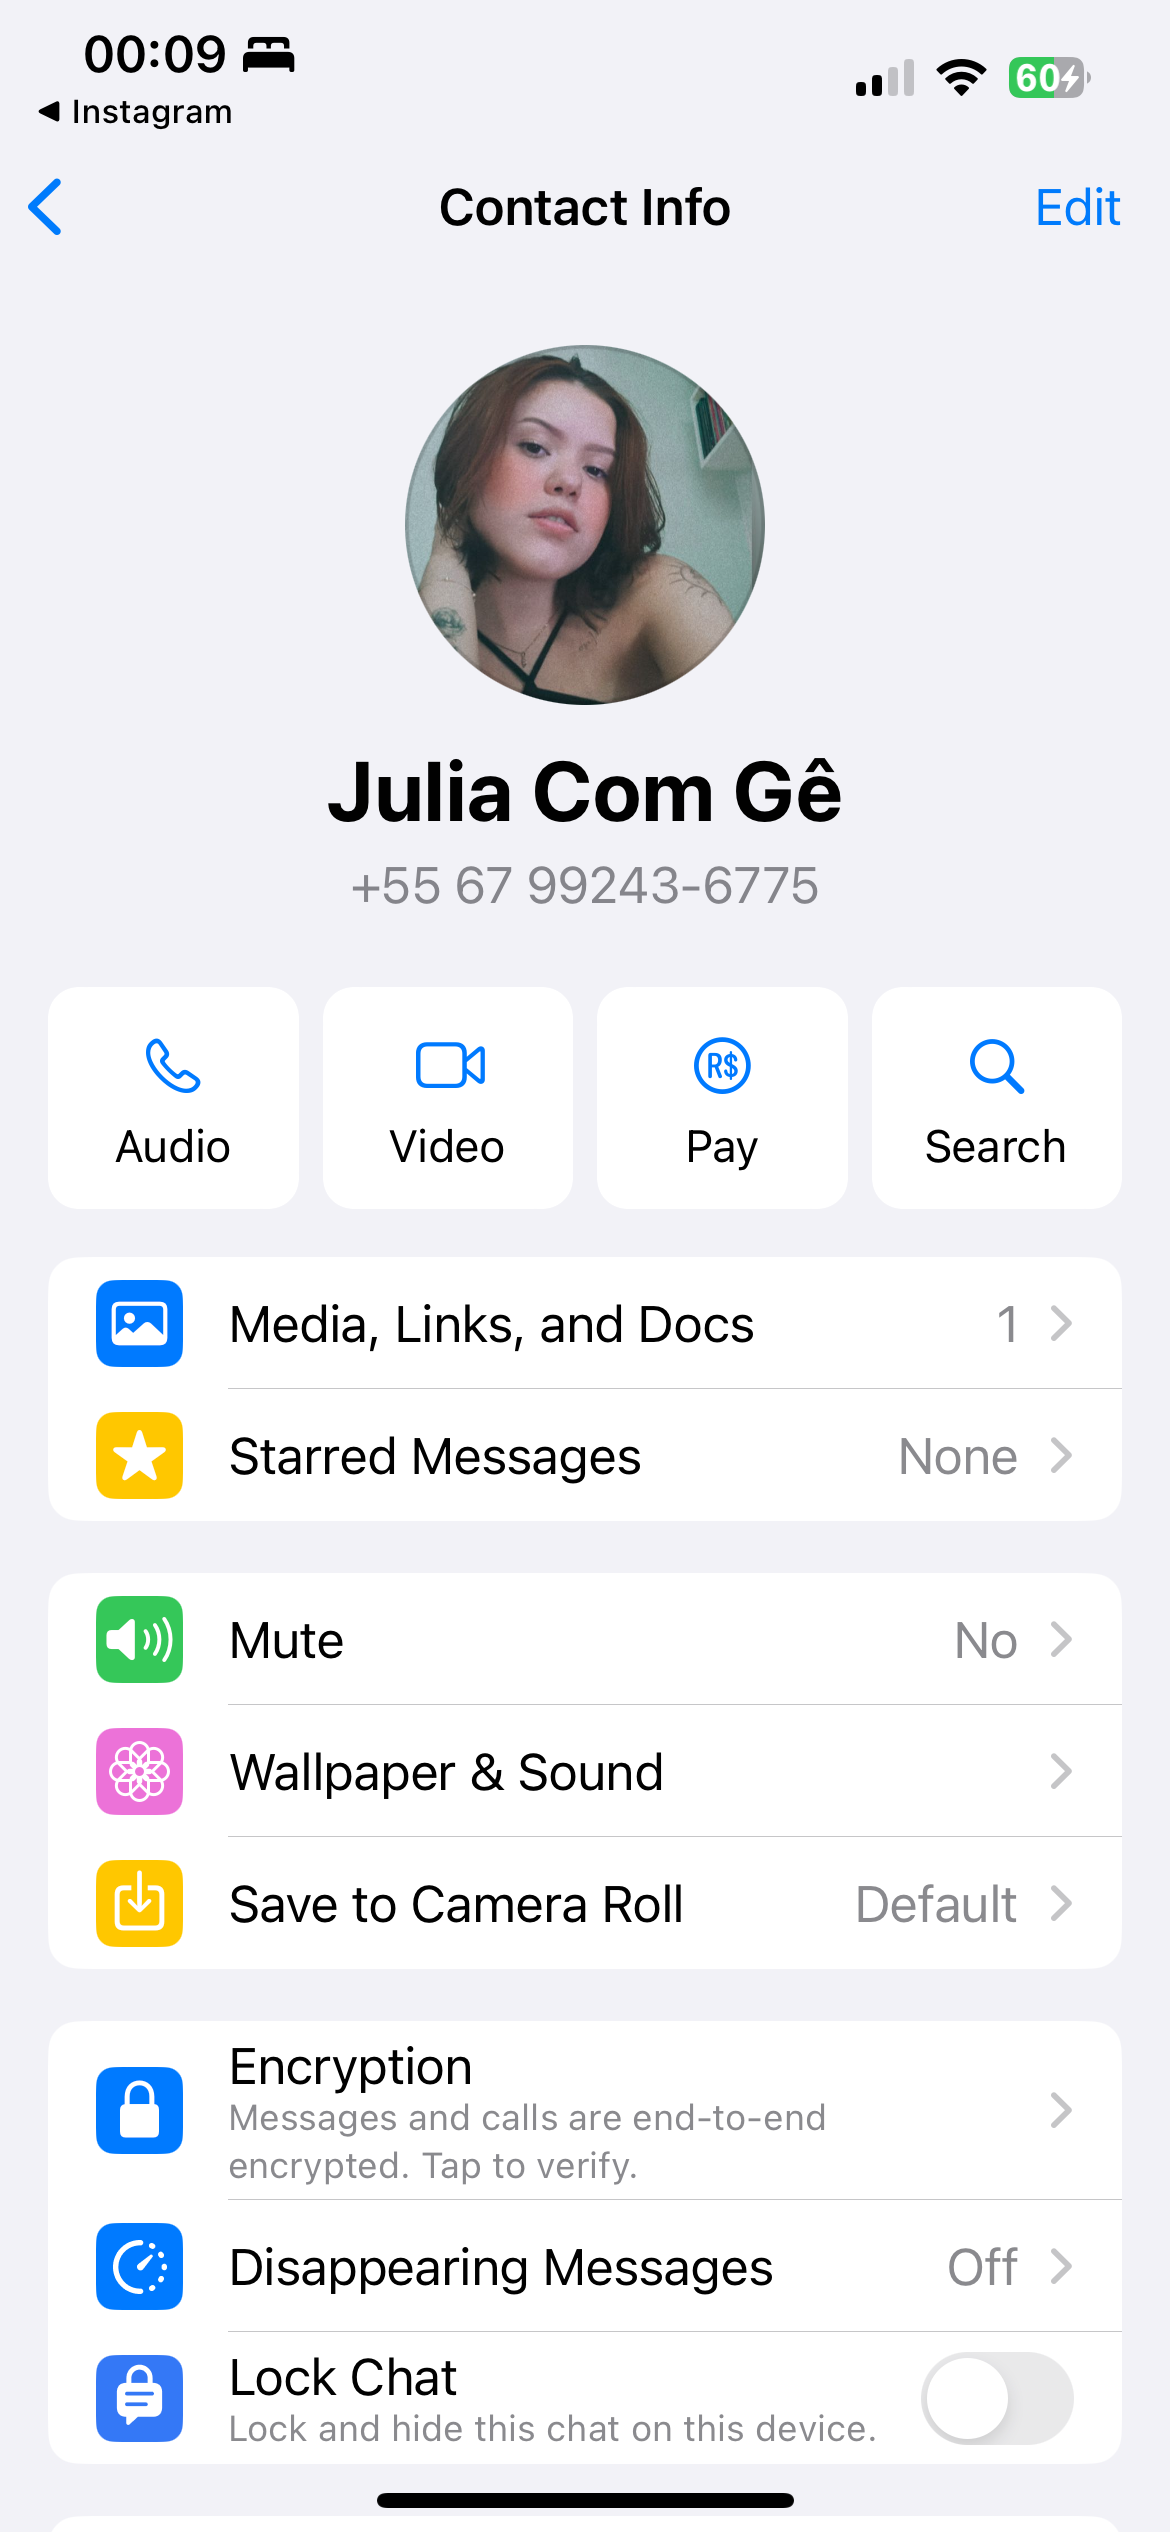 00:09
60
◀ Instagram
Contact Info
Edit
Julia Com Gê
+55 67 99243-6775
R$
Audio
Video
Pay
Search
Media, Links, and Docs 1
Starred Messages None
Mute No
Wallpaper & Sound
Save to Camera Roll Default
Encryption
Messages and calls are end-to-end
encrypted. Tap to verify.
Disappearing Messages Off
Lock Chat
Lock and hide this chat on this device.